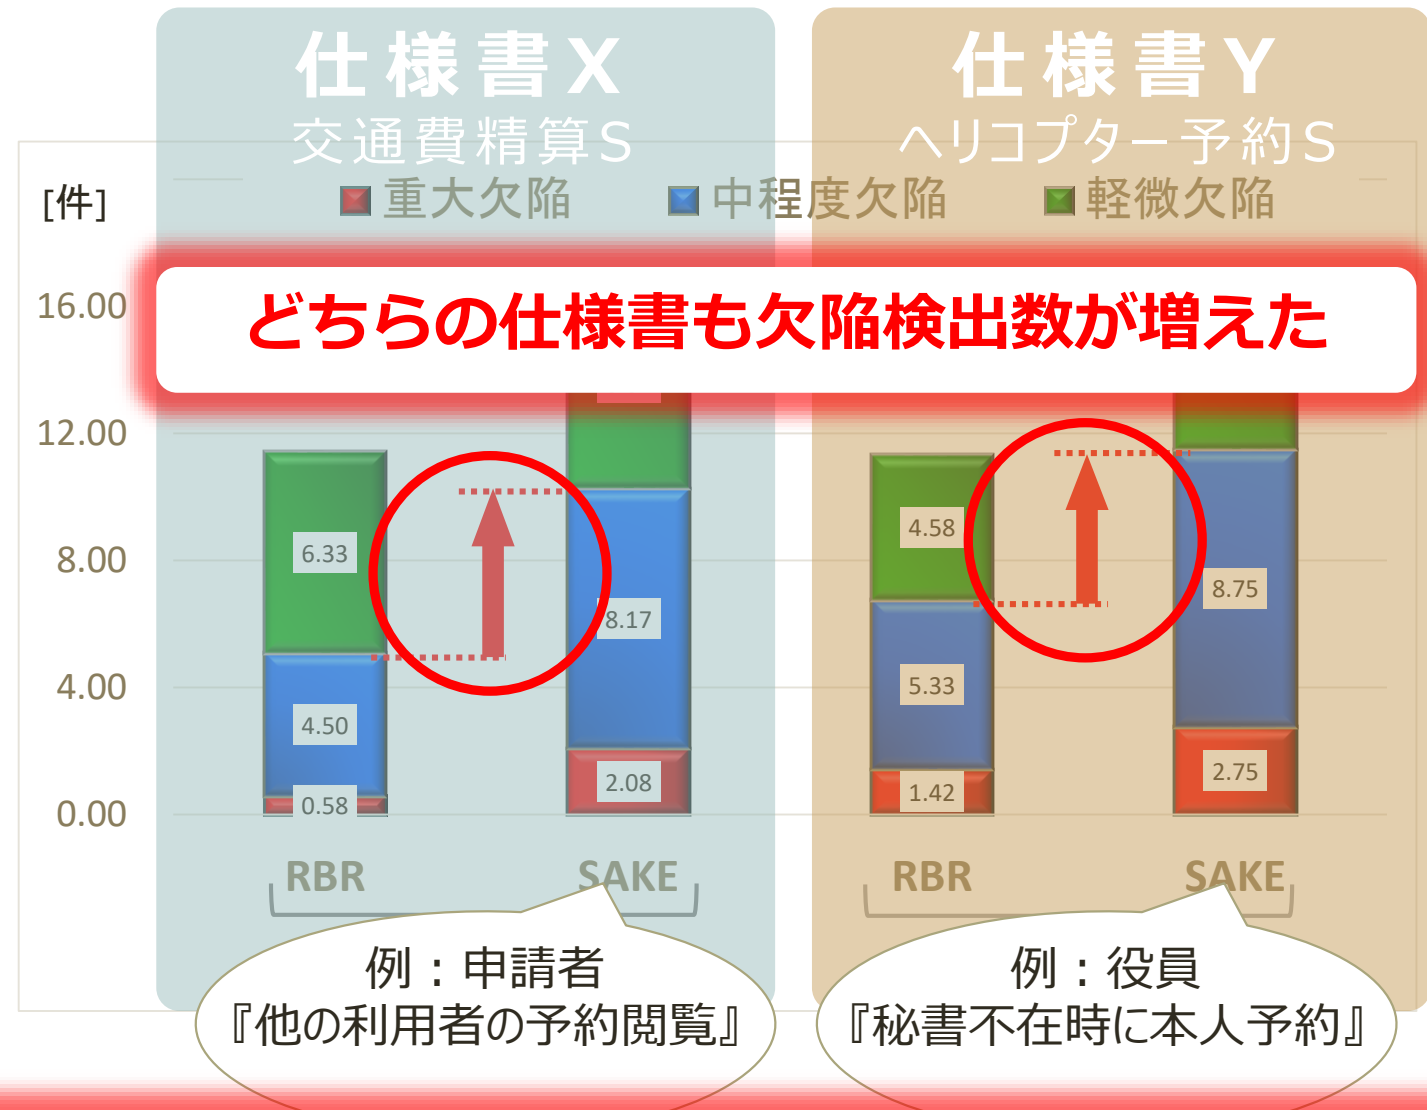 仕様書X
交通費精算S
仕様書Y
ヘリコプター予約S
[件]
重大欠陥
中程度欠陥
軽微欠陥
どちらの仕様書も欠陥検出数が増えた
16.00
12.00
8.00
4.00
0.00
6.33
4.50
0.58
8.17
2.08
4.58
5.33
1.42
8.75
2.75
RBR
SAKE
RBR
SAKE
例：申請者
『他の利用者の予約閲覧』
例：役員
『秘書不在時に本人予約』